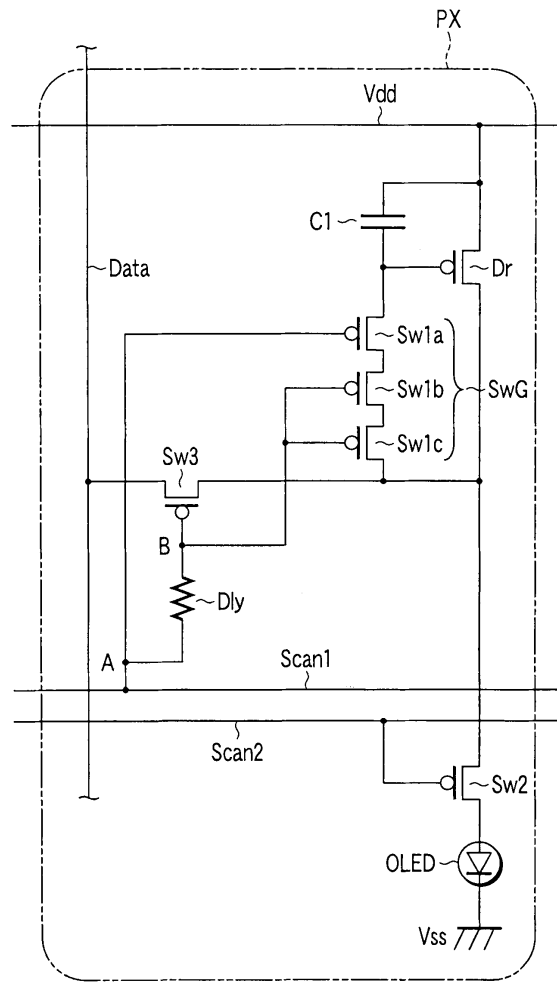 PX
Vdd
C1
Data
Dr
Sw1a
Sw1b
SwG
Sw1c
Sw3
B
Dly
A
Scan1
Scan2
Sw2
OLED
Vss